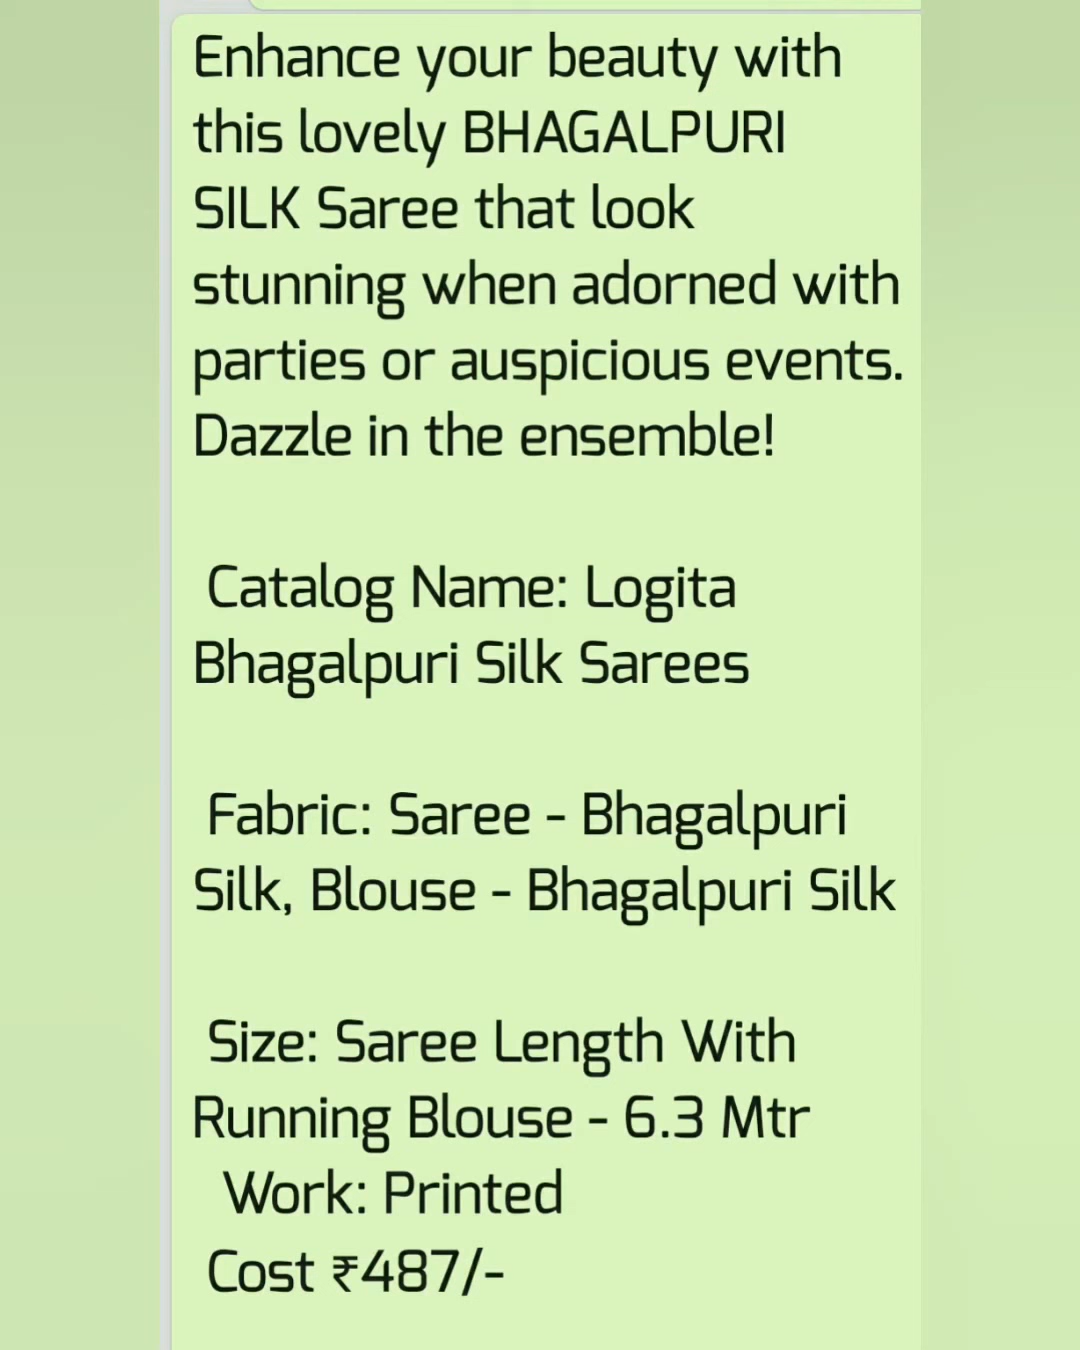 Enhance your beauty with
this lovely BHAGALPURI
SILK Saree that look
stunning when adorned with
parties or auspicious events.
Dazzle in the ensemble!
Catalog Name: Logita
Bhagalpuri Silk Sarees
Fabric: Saree - Bhagalpuri
Silk, Blouse - Bhagalpuri Silk
Size: Saree Length With
Running Blouse - 6.3 Mtr
Work: Printed
Cost ₹487/-